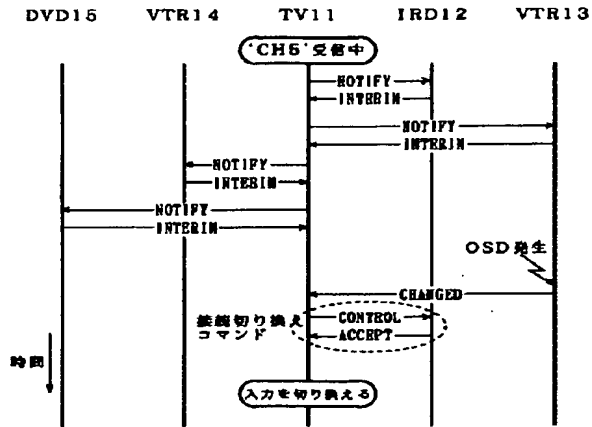 DVD15 VTR14 TV11 IRD12 VTR13
'CH5'受信中
NOTIFY
INTERIM
NOTIFY
INTERIM
NOTIFY
INTERIM
NOTIFY
INTERIM
OSD発生
CHANGED
接続切り換え
コマンド
CONTROL
ACCEPT
時間
入力を切り換える